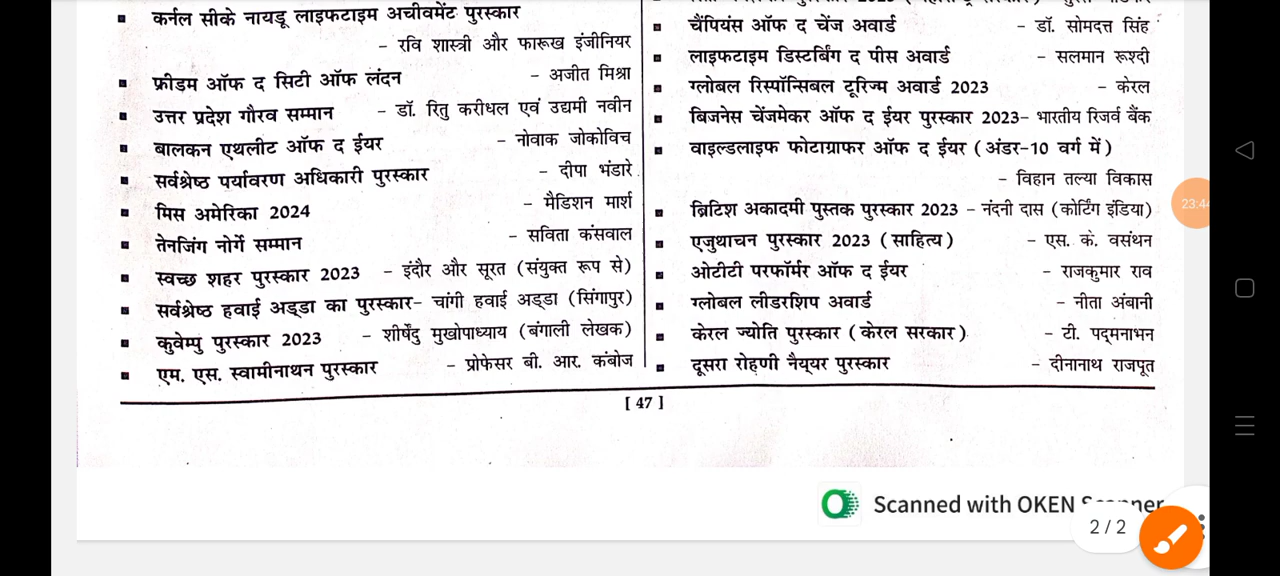 कर्नल सीके नायडू लाइफटाइम अचीवमेंट पुरस्कार
– रवि शास्त्री और फारूख इंजीनियर
फ्रीडम ऑफ द सिटी ऑफ लंदन – अजीत मिश्रा
उत्तर प्रदेश गौरव सम्मान – डॉ. रितु करीधल एवं उद्यमी नवीन
बालकन एथलीट ऑफ द ईयर – नोवाक जोकोविच
सर्वश्रेष्ठ पर्यावरण अधिकारी पुरस्कार – दीपा भंडारे
मिस अमेरिका 2024 – मैडिशन मार्श
तेनजिंग नोर्गे सम्मान – सविता कंसवाल
स्वच्छ शहर पुरस्कार 2023 – इंदौर और सूरत (संयुक्त रूप से)
सर्वश्रेष्ठ हवाई अड्डा का पुरस्कार– चांगी हवाई अड्डा (सिंगापुर)
कुवेम्पु पुरस्कार 2023 – शीर्षेंदु मुखोपाध्याय (बंगाली लेखक)
एम. एस. स्वामीनाथन पुरस्कार – प्रोफेसर बी. आर. कंबोज
चैंपियंस ऑफ द चेंज अवार्ड – डॉ. सोमदत्त सिंह
लाइफटाइम डिस्टर्बिंग द पीस अवार्ड – सलमान रूश्दी
ग्लोबल रिस्पॉन्सिबल टूरिज्म अवार्ड 2023 – केरल
बिजनेस चेंजमेकर ऑफ द ईयर पुरस्कार 2023– भारतीय रिजर्व बैंक
वाइल्डलाइफ फोटाग्राफर ऑफ द ईयर (अंडर-10 वर्ग में)
– विहान तल्या विकास
ब्रिटिश अकादमी पुस्तक पुरस्कार 2023 – नंदनी दास (कोर्टिंग इंडिया)
एजुथाचन पुरस्कार 2023 (साहित्य) – एस. के. वसंथन
ओटीटी परफॉर्मर ऑफ द ईयर – राजकुमार राव
ग्लोबल लीडरशिप अवार्ड – नीता अंबानी
केरल ज्योति पुरस्कार (केरल सरकार) – टी. पद्मनाभन
दूसरा रोहणी नैय्यर पुरस्कार – दीनानाथ राजपूत
[ 47 ]
Scanned with OKEN
2 / 2